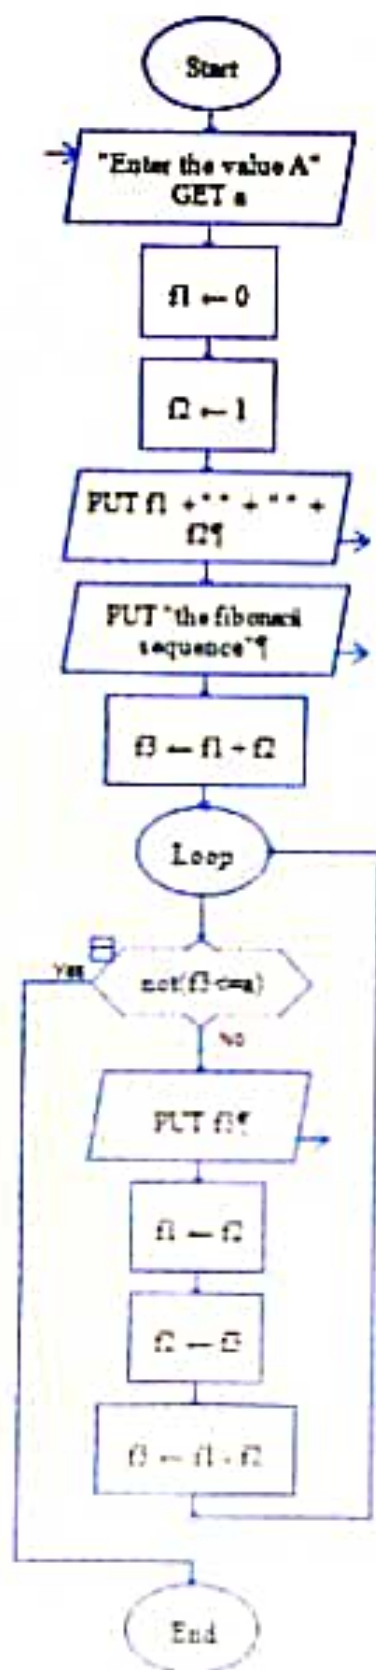 Start
"Enter the value A"
GET a
f1 ← 0
f2 ← 1
PUT f1 +" " + " " +
f2¶
PUT "the fibonacii
sequence"¶
f3 ← f1 + f2
Loop
Yes
not(f3<=a)
No
PUT f3¶
f1 ← f2
f2 ← f3
f3 ← f1 + f2
End